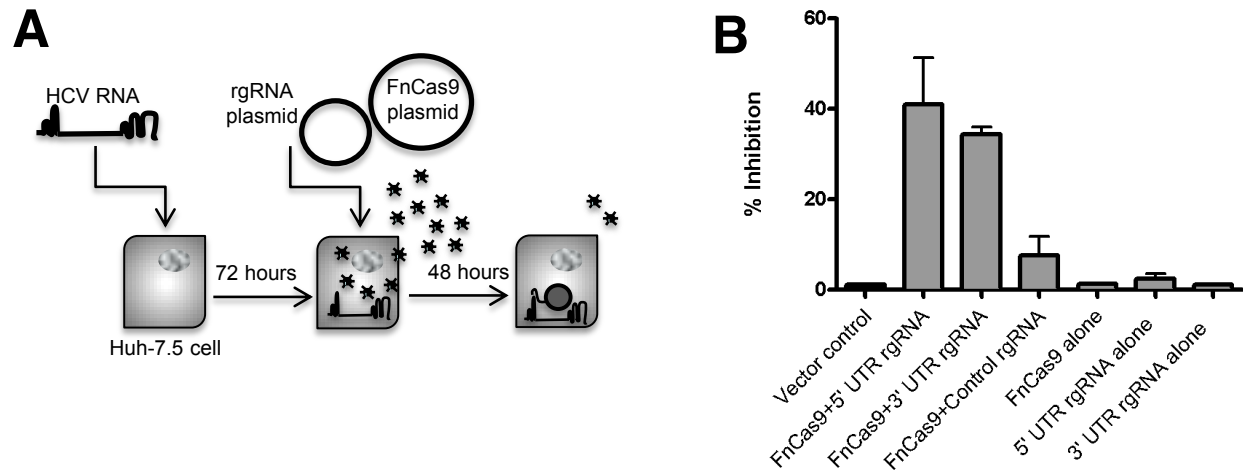 A
HCV RNA
rgRNA
plasmid
FnCas9
plasmid
72 hours
48 hours
Huh-7.5 cell
B
% Inhibition
60
40
20
0
Vector control
FnCas9+5' UTR rgRNA
FnCas9+3' UTR rgRNA
FnCas9+Control rgRNA
FnCas9 alone
5' UTR rgRNA alone
3' UTR rgRNA alone